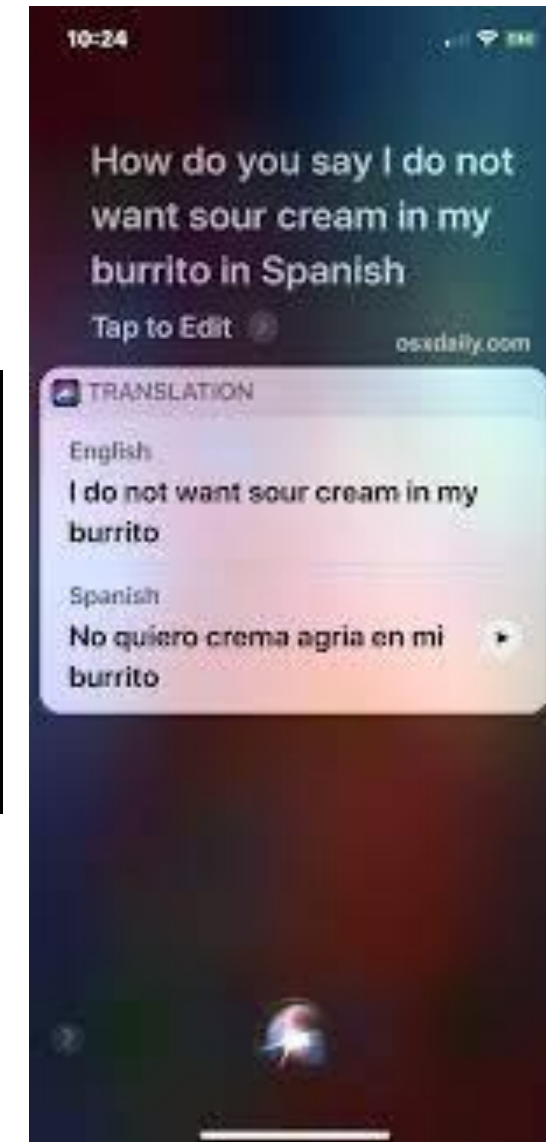 10:24
How do you say I do not
want sour cream in my
burrito in Spanish
Tap to Edit
osxdaily.com
TRANSLATION
English
I do not want sour cream in my
burrito
Spanish
No quiero crema agria en mi
burrito